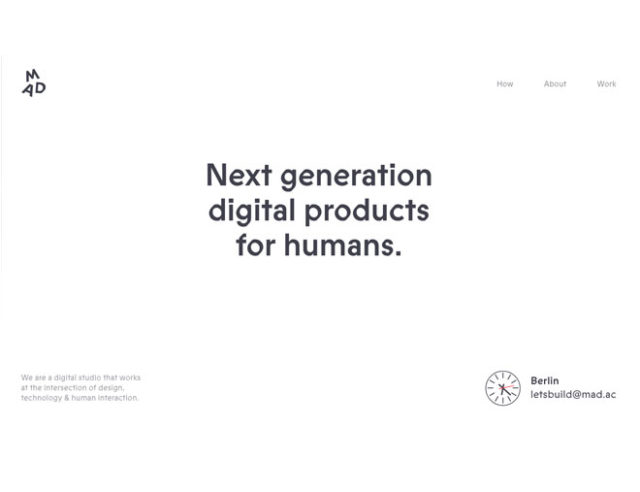 MAD
How About Work
Next generation
digital products
for humans.
We are a digital studio that works
at the intersection of design,
technology & human interaction.
Berlin
letsbuild@mad.ac